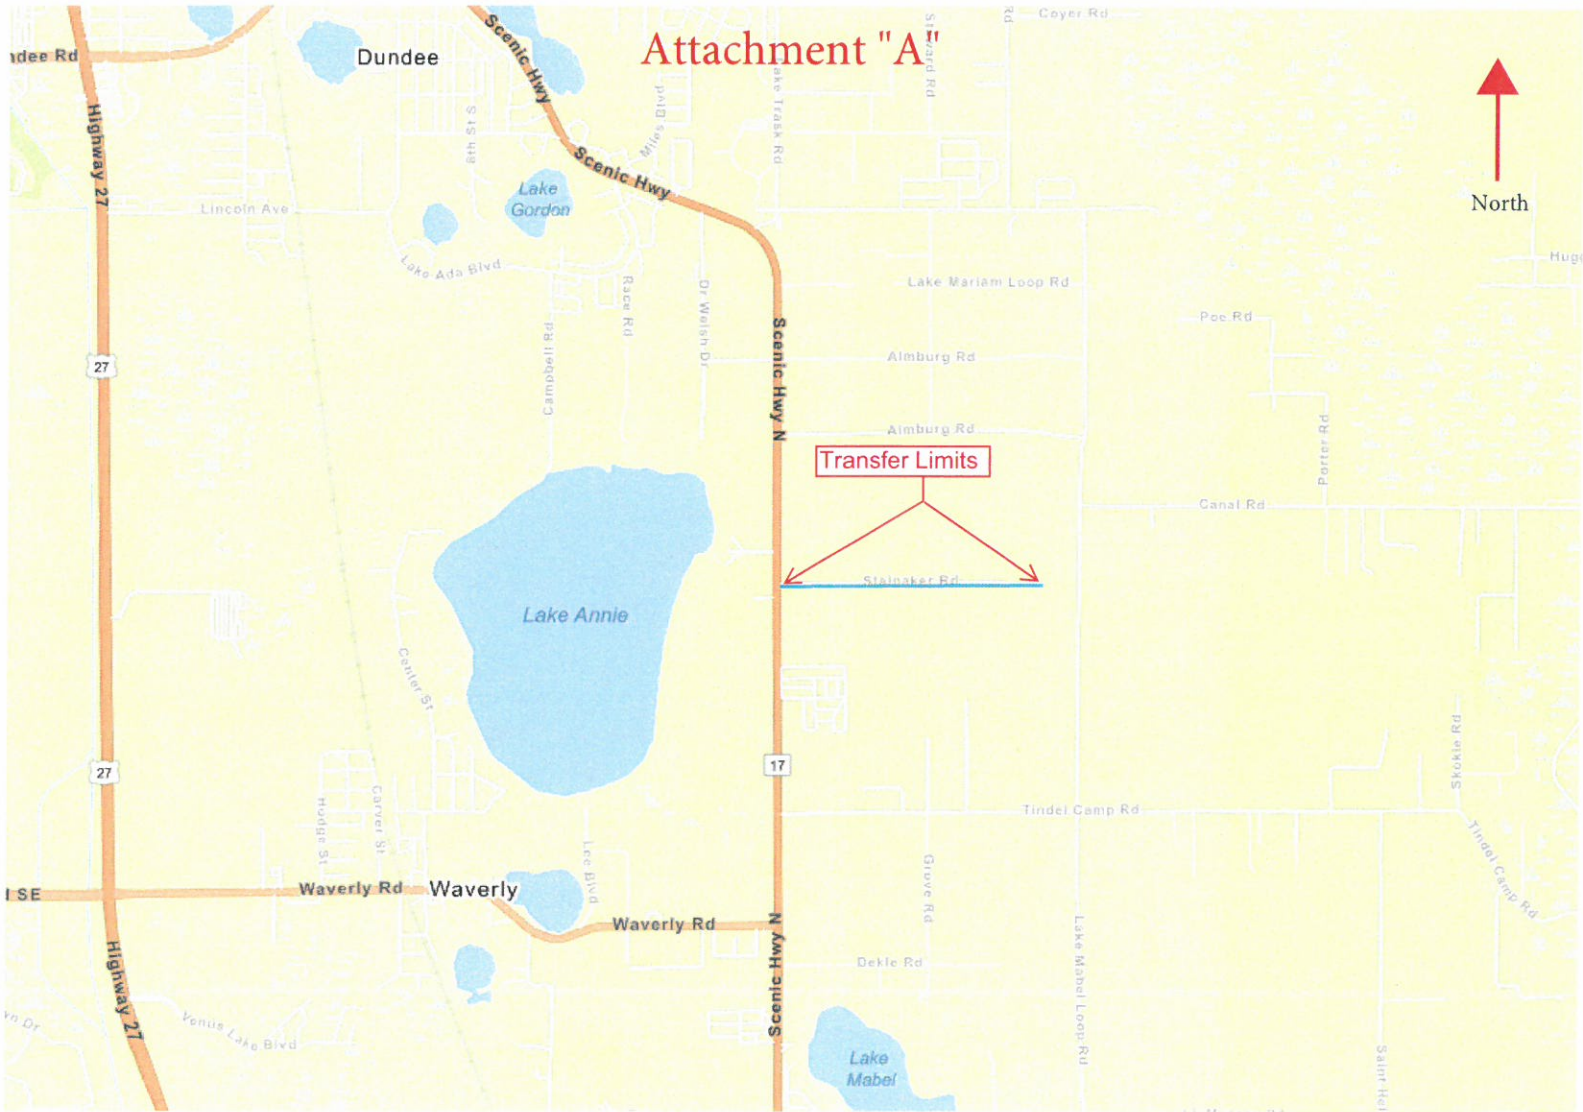 Coyer Rd
Rd
Attachment "A"
Scenic Hwy
Dundee
ndee Rd
Steward Rd
Lake Trask Rd
Miles Blvd
8th St S
Highway 27
Scenic Hwy
Lake
Gordon
Lincoln Ave
North
Lake Ada Blvd
Race Rd
Dr Welsh Dr
Lake Mariam Loop Rd
Poe Rd
Campbell Rd
Scenic Hwy N
Almburg Rd
27
Almburg Rd
Porter Rd
Transfer Limits
Canal Rd
Stalnaker Rd
Lake Annie
Center St
Skokie Rd
17
27
Hodge St
Carver St
Tindel Camp Rd
Lee Blvd
Grove Rd
Tindel Camp Rd
SE
Waverly Rd
Waverly
Waverly Rd
Scenic Hwy N
Dekle Rd
Lake Mabel Loop Rd
Highway 27
Venus Lake Blvd
wn Dr
Lake
Mabel
Saint Hel